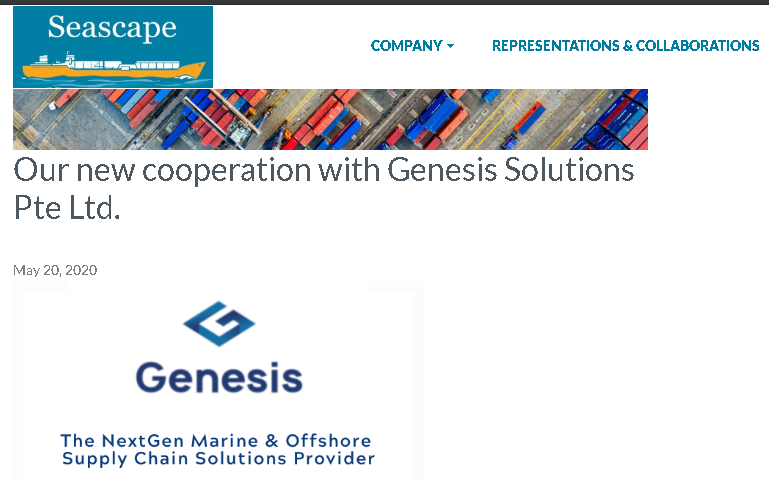 Seascape
COMPANY
REPRESENTATIONS & COLLABORATIONS
Our new cooperation with Genesis Solutions
Pte Ltd.
May 20, 2020
Genesis
The NextGen Marine & Offshore
Supply Chain Solutions Provider